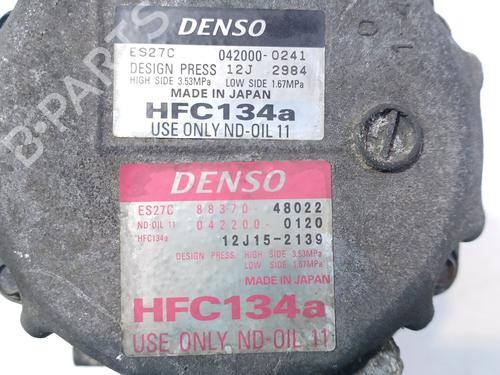 DENSO
ES27C 042000-0241
DESIGN PRESS 12J 2984
HIGH SIDE 3.53MPa LOW SIDE 1.67MPa
MADE IN JAPAN
HFC134a
USE ONLY ND-OIL 11
DENSO
ES27C 88370-48022
ND-OIL 11 042200-0120
HFC134a 12J15-2139
DESIGN PRESS HIGH SIDE 3.53MPa
LOW SIDE 1.67MPa
MADE IN JAPAN
HFC134a
USE ONLY ND-OIL 11
B-PARTS